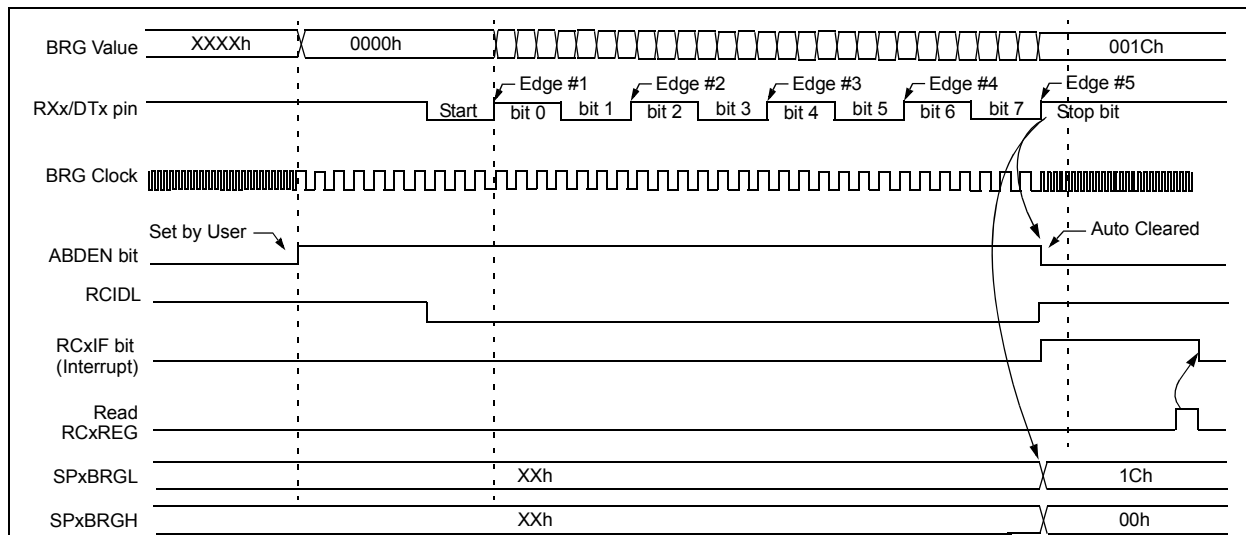 BRG Value XXXXh 0000h 001Ch
Edge #1 Edge #2 Edge #3 Edge #4 Edge #5
RXx/DTx pin Start bit 0 bit 1 bit 2 bit 3 bit 4 bit 5 bit 6 bit 7 Stop bit
BRG Clock
Set by User Auto Cleared
ABDEN bit
RCIDL
RCxIF bit
(Interrupt)
Read
RCxREG
SPxBRGL XXh 1Ch
SPxBRGH XXh 00h